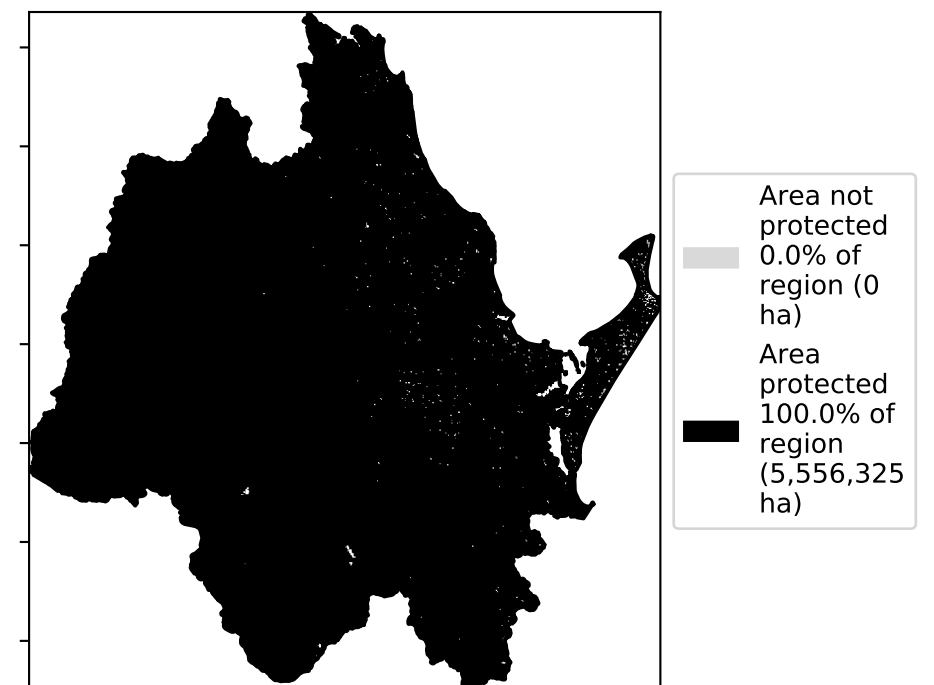 Area not
protected
0.0% of
region (0
ha)
Area
protected
100.0% of
region
(5,556,325
ha)